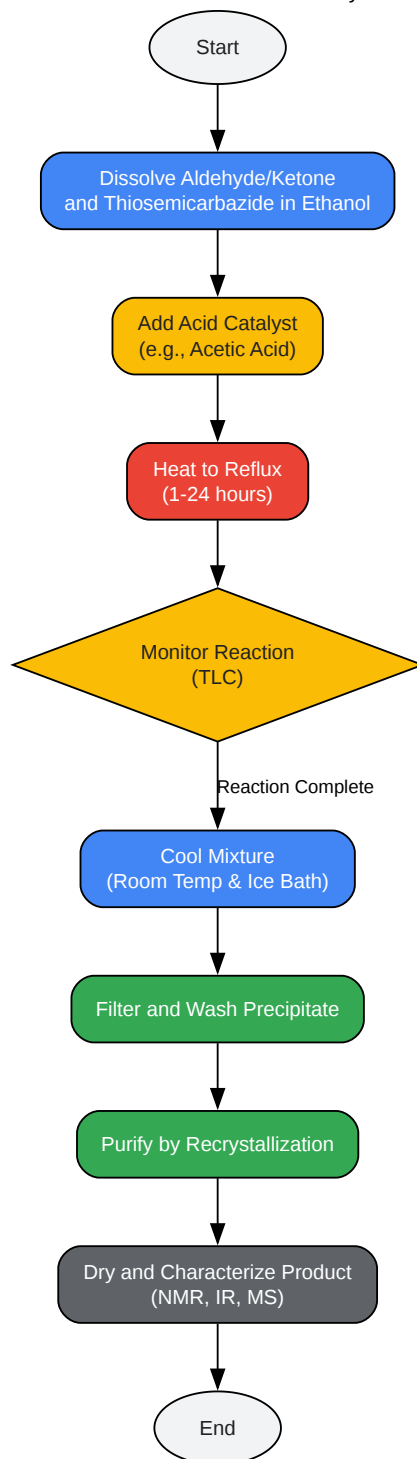 Start
Dissolve Aldehyde/Ketone
and Thiosemicarbazide in Ethanol
Add Acid Catalyst
(e.g., Acetic Acid)
Heat to Reflux
(1-24 hours)
Monitor Reaction
(TLC)
Reaction Complete
Cool Mixture
(Room Temp & Ice Bath)
Filter and Wash Precipitate
Purify by Recrystallization
Dry and Characterize Product
(NMR, IR, MS)
End